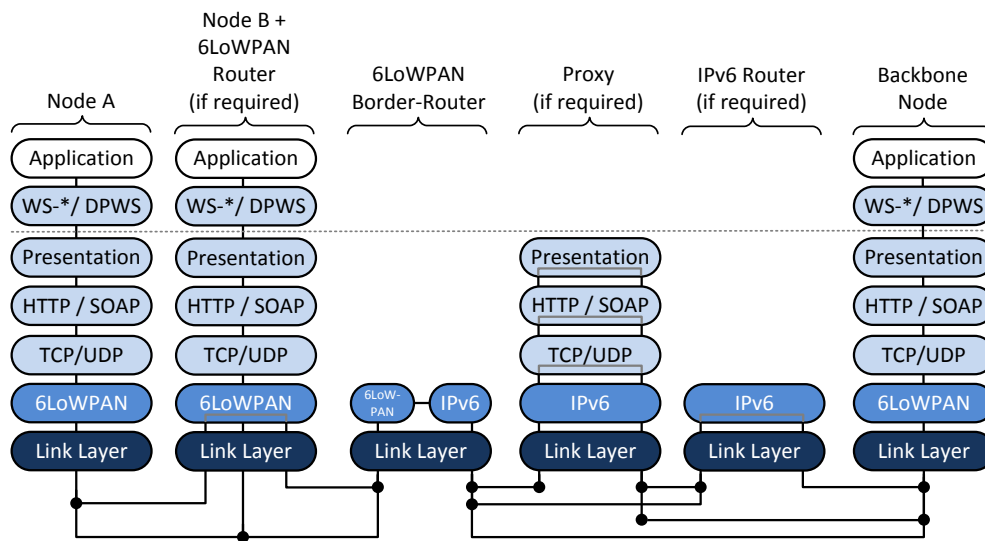 Node A
Node B +
6LoWPAN
Router
(if required)
6LoWPAN
Border-Router
Proxy
(if required)
IPv6 Router
(if required)
Backbone
Node
Application
Application
Application
WS-*/ DPWS
WS-*/ DPWS
WS-*/ DPWS
Presentation
Presentation
Presentation
Presentation
HTTP / SOAP
HTTP / SOAP
HTTP / SOAP
HTTP / SOAP
TCP/UDP
TCP/UDP
TCP/UDP
TCP/UDP
6LoWPAN
6LoWPAN
6LoW-
PAN
IPv6
IPv6
IPv6
6LoWPAN
Link Layer
Link Layer
Link Layer
Link Layer
Link Layer
Link Layer